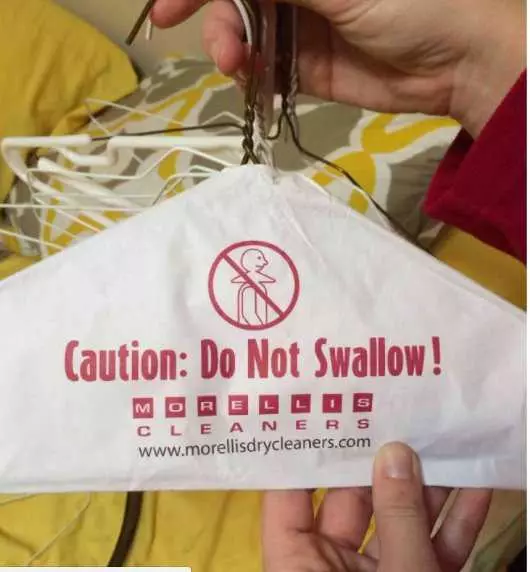 Caution: Do Not Swallow!
MORELLIS
CLEANERS
www.morellisdrycleaners.com